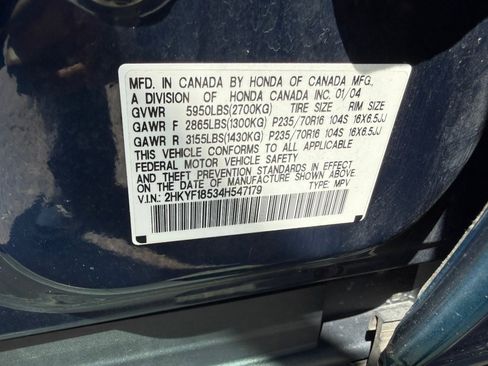 MFD. IN CANADA BY HONDA OF CANADA MFG.,
A DIVISION OF HONDA CANADA INC. 01/04
GVWR 5950LBS(2700KG) TIRE SIZE RIM SIZE
GAWR F 2865LBS(1300KG) P235/70R16 104S 16X6.5JJ
GAWR R 3155LBS(1430KG) P235/70R16 104S 16X6.5JJ
THIS VEHICLE CONFORMS TO ALL APPLICABLE
FEDERAL MOTOR VEHICLE SAFETY
AND THEFT PREVENTION STANDARDS IN EFFECT
ON THE DATE OF MANUFACTURE SHOWN ABOVE.
V.I.N.: 2HKYF18534H547179 TYPE: MPV